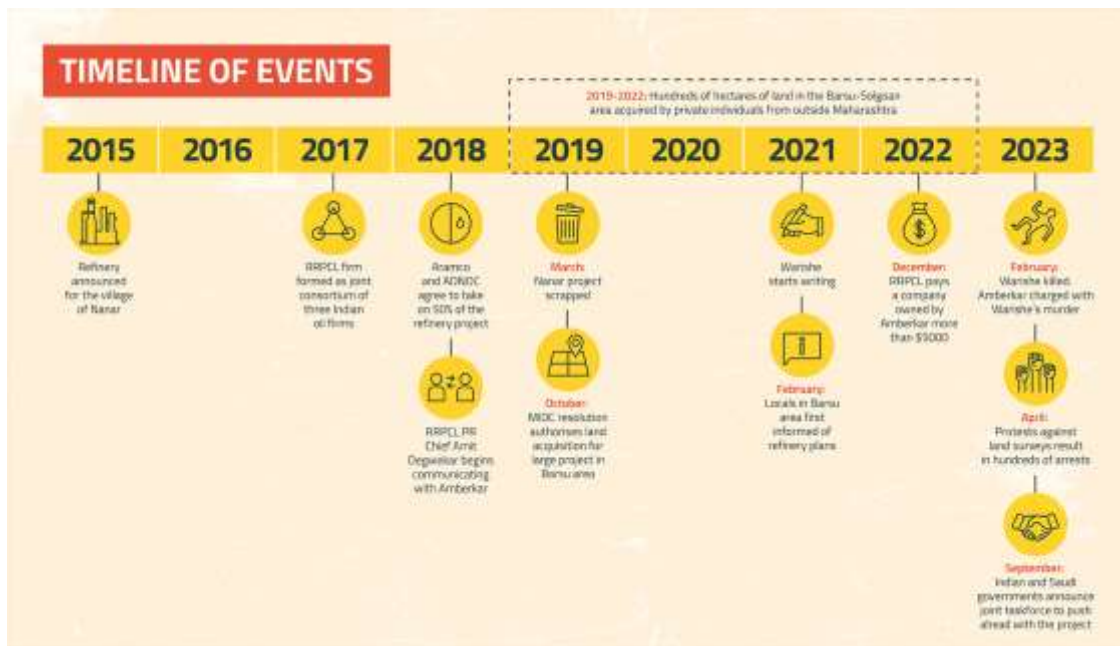 TIMELINE OF EVENTS
2019-2022: Hundreds of hectares of land in the Barsu-Solgaon
area acquired by private individuals from outside Maharashtra
2015
2016
2017
2018
2019
2020
2021
2022
2023
Refinery
announced
for the village
of Nanar
RRPCL firm
formed as joint
consortium of
three Indian
oil firms
Aramco
and ADNOC
agree to take
on 50% of the
refinery project
RRPCL PR
Chief Amit
communicating
with Amberkar
March:
Nanar project
scrapped
October:
MIDC resolution
authorises land
acquisition for
large project in
Barsu area
Warishe
starts writing
February:
Locals in Barsu
area first
informed of
refinery plans
December:
RRPCL pays
a company
owned by
Amberkar more
than $5000
February:
Warishe killed.
Amberkar charged with
Warishe's murder
April:
Protests against
land surveys result
in hundreds of arrests
September:
Indian and Saudi
governments announce
joint taskforce to push
ahead with the project